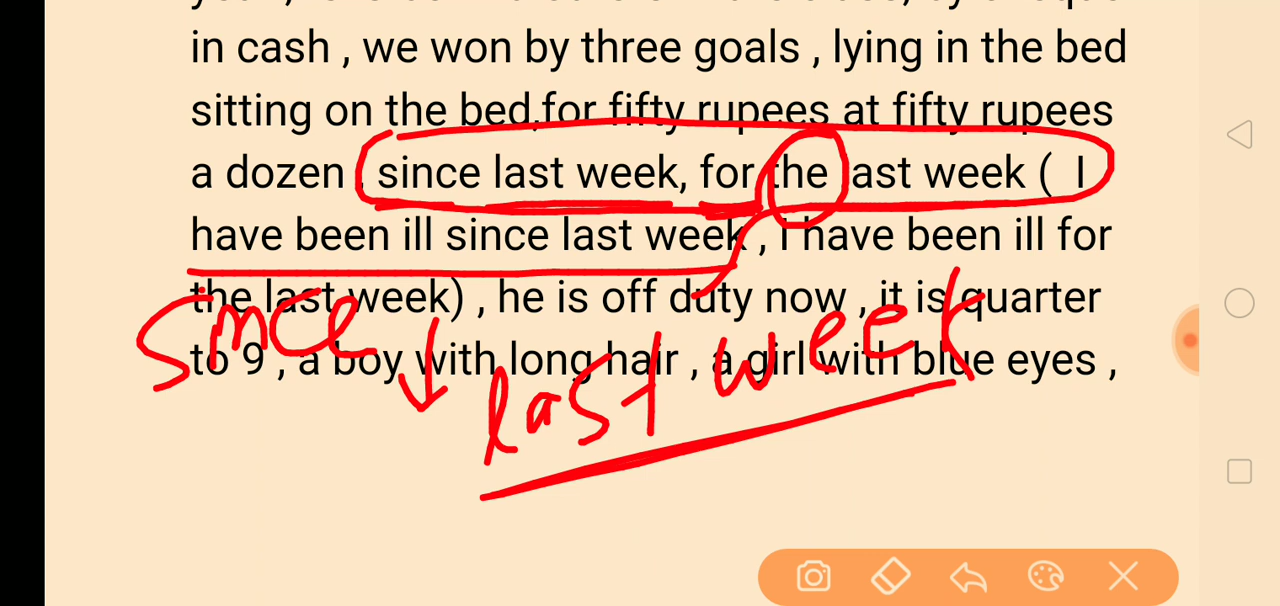 in cash , we won by three goals , lying in the bed
sitting on the bed,for fifty rupees at fifty rupees
a dozen , since last week, for the last week ( I
have been ill since last week , I have been ill for
the last week) , he is off duty now , it is quarter
to 9 , a boy with long hair , a girl with blue eyes ,
since
last week